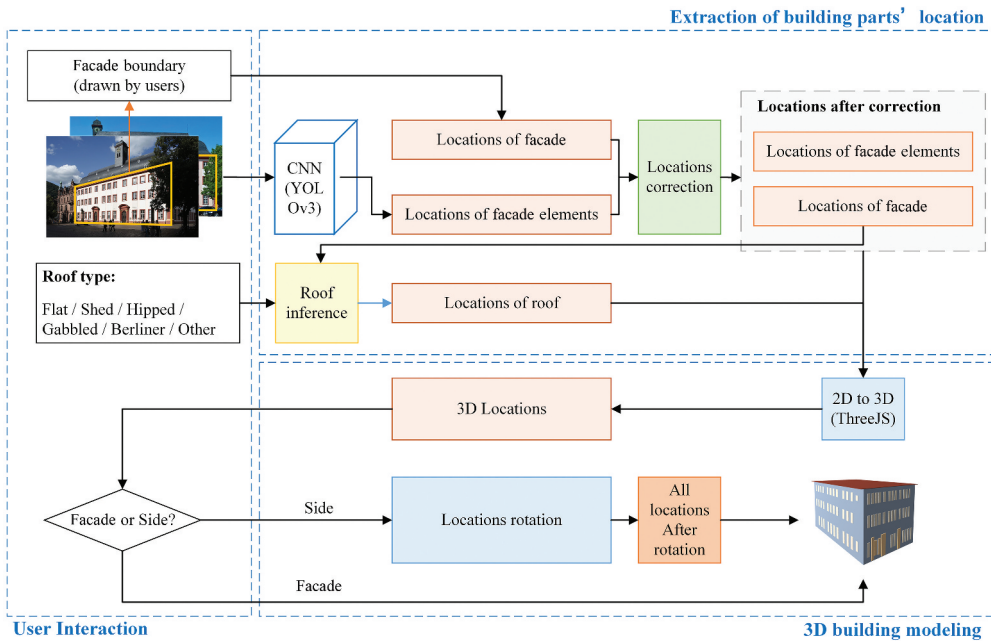 Extraction of building parts’ location
Facade boundary
(drawn by users)
CNN
(YOL
Ov3)
Locations of facade
Locations of facade elements
Locations
correction
Locations after correction
Locations of facade elements
Locations of facade
Roof type:
Flat / Shed / Hipped /
Gabbled / Berliner / Other
Roof
inference
Locations of roof
3D Locations
2D to 3D
(ThreeJS)
Facade or Side?
Side
Locations rotation
All
locations
After
rotation
Facade
User Interaction
3D building modeling